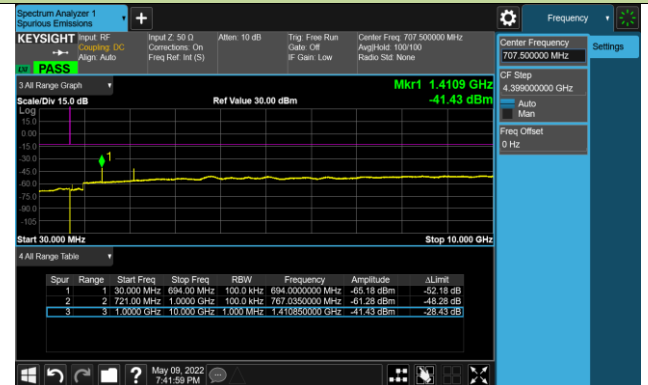 Spectrum Analyzer 1
Spurious Emissions
Frequency
KEYSIGHT
Input: RF
Coupling: DC
Align: Auto
Input Z: 50 Ω
Corrections: On
Freq Ref: Int (S)
Atten: 10 dB
Trig: Free Run
Gate: Off
IF Gain: Low
Center Freq: 707.500000 MHz
Avg|Hold: 100/100
Radio Std: None
PASS
Center Frequency
707.500000 MHz
Settings
CF Step
4.399000000 GHz
Auto
Man
Freq Offset
0 Hz
3 All Range Graph
Mkr1 1.4109 GHz
Scale/Div 15.0 dB
Ref Value 30.00 dBm
-41.43 dBm
Log
15.0
0.00
-15.0
-30.0
-45.0
-60.0
-75.0
-90.0
-105
1
Start 30.000 MHz
Stop 10.000 GHz
4 All Range Table
Spur Range Start Freq Stop Freq RBW Frequency Amplitude ΔLimit
1 1 30.000 MHz 694.00 MHz 100.0 kHz 694.0000000 MHz -65.18 dBm -52.18 dB
2 2 721.00 MHz 1.0000 GHz 100.0 kHz 767.0350000 MHz -61.28 dBm -48.28 dB
3 3 1.0000 GHz 10.000 GHz 1.000 MHz 1.410850000 GHz -41.43 dBm -28.43 dB
?
May 09, 2022
7:41:59 PM